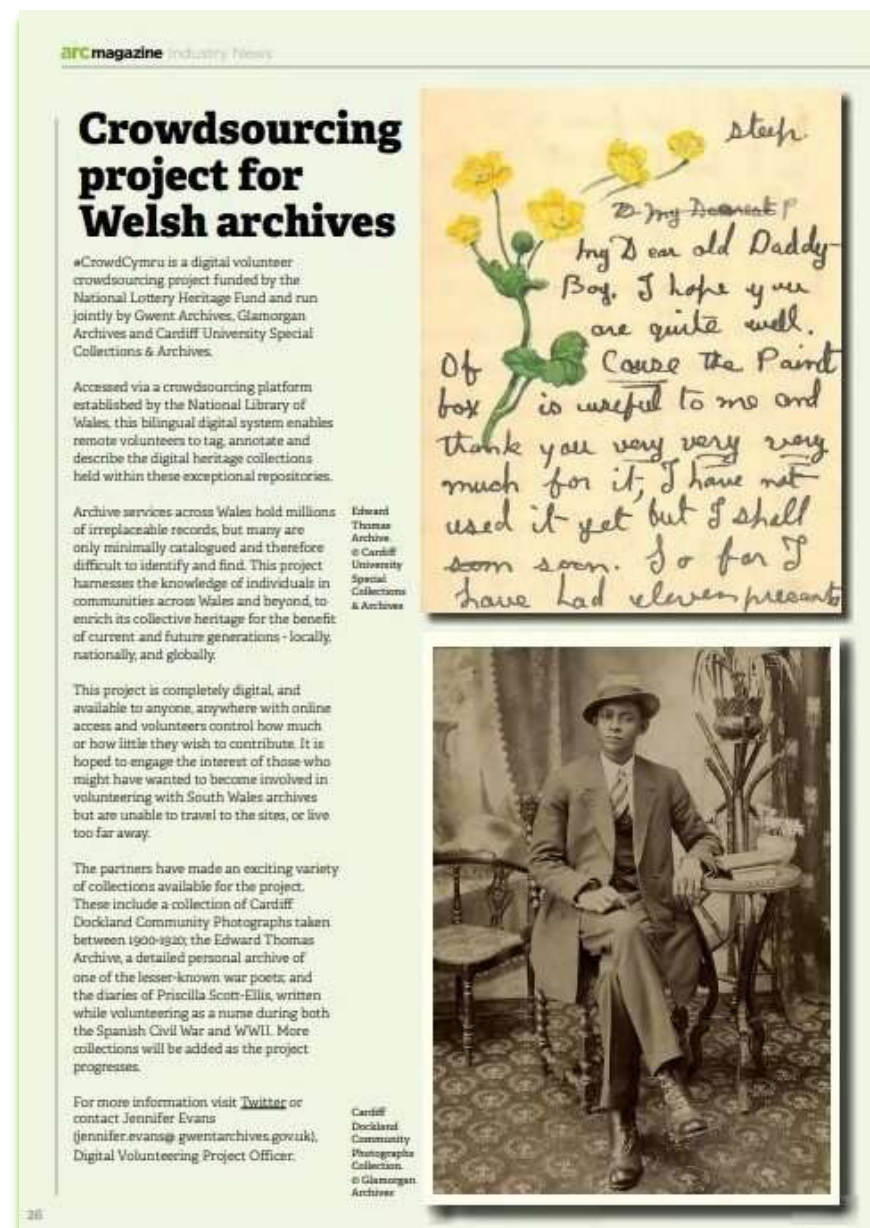 arcmagazine Industry News
Crowdsourcing
project for
Welsh archives
#CrowdCymru is a digital volunteer
crowdsourcing project funded by the
National Lottery Heritage Fund and run
jointly by Gwent Archives, Glamorgan
Archives and Cardiff University Special
Collections & Archives.
Accessed via a crowdsourcing platform
established by the National Library of
Wales, this bilingual digital system enables
remote volunteers to tag, annotate and
describe the digital heritage collections
held within these exceptional repositories.
Archive services across Wales hold millions
of irreplaceable records, but many are
only minimally catalogued and therefore
difficult to identify and find. This project
harnesses the knowledge of individuals in
communities across Wales and beyond, to
enrich its collective heritage for the benefit
of current and future generations - locally,
nationally, and globally.
This project is completely digital, and
available to anyone, anywhere with online
access and volunteers control how much
or how little they wish to contribute. It is
hoped to engage the interest of those who
might have wanted to become involved in
volunteering with South Wales archives
but are unable to travel to the sites, or live
too far away.
The partners have made an exciting variety
of collections available for the project.
These include a collection of Cardiff
Dockland Community Photographs taken
between 1900-1920; the Edward Thomas
Archive, a detailed personal archive of
one of the lesser-known war poets; and
the diaries of Priscilla Scott-Ellis, written
while volunteering as a nurse during both
the Spanish Civil War and WWII. More
collections will be added as the project
progresses.
For more information visit Twitter or
contact Jennifer Evans
(jennifer.evans@ gwentarchives.gov.uk),
Digital Volunteering Project Officer.
Edward
Thomas
Archive.
© Cardiff
University
Special
Collections
& Archives
steep.
To My Dearest P
My Dear old Daddy
Boy. I hope you
are quite well.
Of Cause the Paint
box is useful to me and
thank you very very very
much for it, I have not
used it yet but I shall
soom soon. So far I
have had eleven presents
Cardiff
Dockland
Community
Photographs
Collection.
© Glamorgan
Archives
26